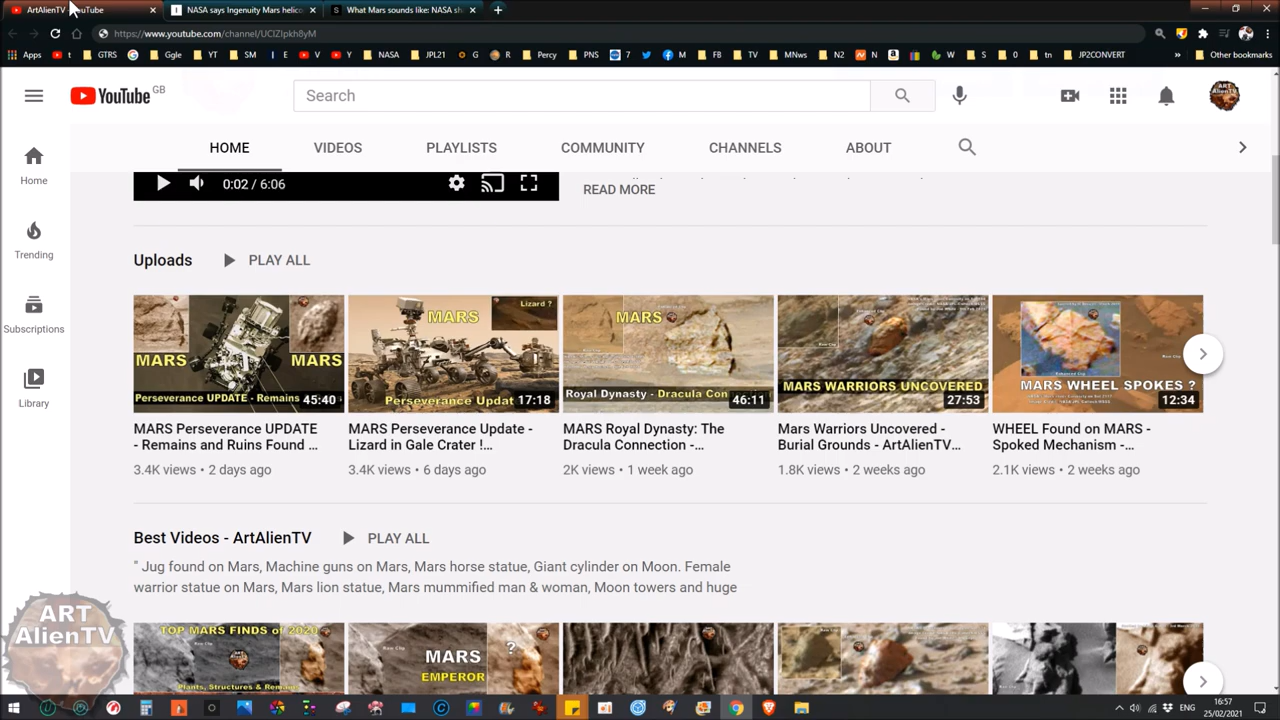 ArtAlienTV - YouTube
NASA says Ingenuity Mars helico
What Mars sounds like: NASA sh
https://www.youtube.com/channel/UCIZIpkh8yM
Apps t GTRS Ggle YT SM I E V Y NASA JPL21 O G R Percy PNS 7 M FB TV MNws N2 N W S 0 tn JP2CONVERT » Other bookmarks
YouTube GB
Search
HOME VIDEOS PLAYLISTS COMMUNITY CHANNELS ABOUT
Home
Trending
Subscriptions
Library
0:02 / 6:06
READ MORE
Uploads PLAY ALL
MARS MARS
Perseverance UPDATE - Remains
45:40
MARS Perseverance UPDATE
- Remains and Ruins Found ...
3.4K views • 2 days ago
Lizard ?
MARS
Perseverance Updat
17:18
MARS Perseverance Update -
Lizard in Gale Crater !...
3.4K views • 6 days ago
MARS
Royal Dynasty - Dracula Con
46:11
MARS Royal Dynasty: The
Dracula Connection -...
2K views • 1 week ago
MARS WARRIORS UNCOVERED
27:53
Mars Warriors Uncovered -
Burial Grounds - ArtAlienTV...
1.8K views • 2 weeks ago
MARS WHEEL SPOKES ?
12:34
WHEEL Found on MARS -
Spoked Mechanism -...
2.1K views • 2 weeks ago
Best Videos - ArtAlienTV PLAY ALL
" Jug found on Mars, Machine guns on Mars, Mars horse statue, Giant cylinder on Moon. Female
warrior statue on Mars, Mars lion statue, Mars mummified man & woman, Moon towers and huge
TOP MARS FINDS of 2020
Plants, Structures & Remai
MARS
EMPEROR
?
ART
AlienTV
ENG
16:57
25/02/2021